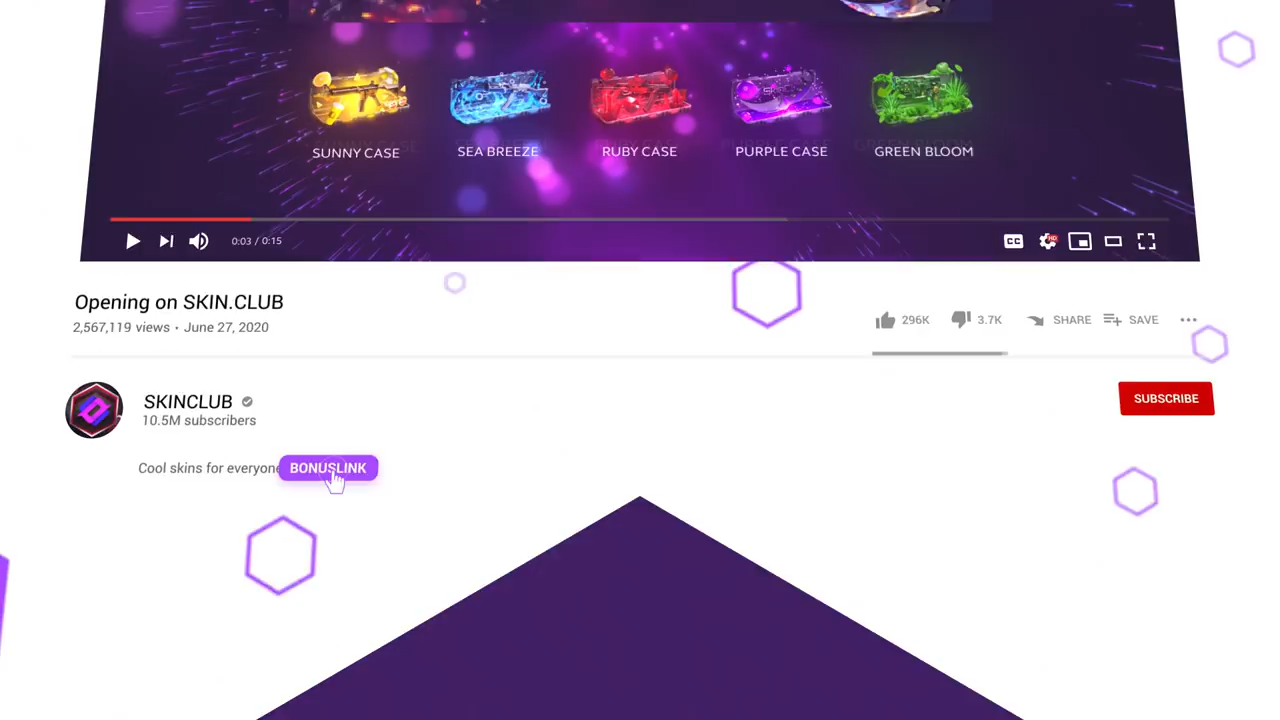 SUNNY CASE SEA BREEZE RUBY CASE PURPLE CASE GREEN BLOOM
0:03 / 0:15 CC HD
Opening on SKIN.CLUB
2,567,119 views • June 27, 2020 296K 3.7K SHARE SAVE
SKINCLUB
10.5M subscribers
SUBSCRIBE
Cool skins for everyone BONUSLINK